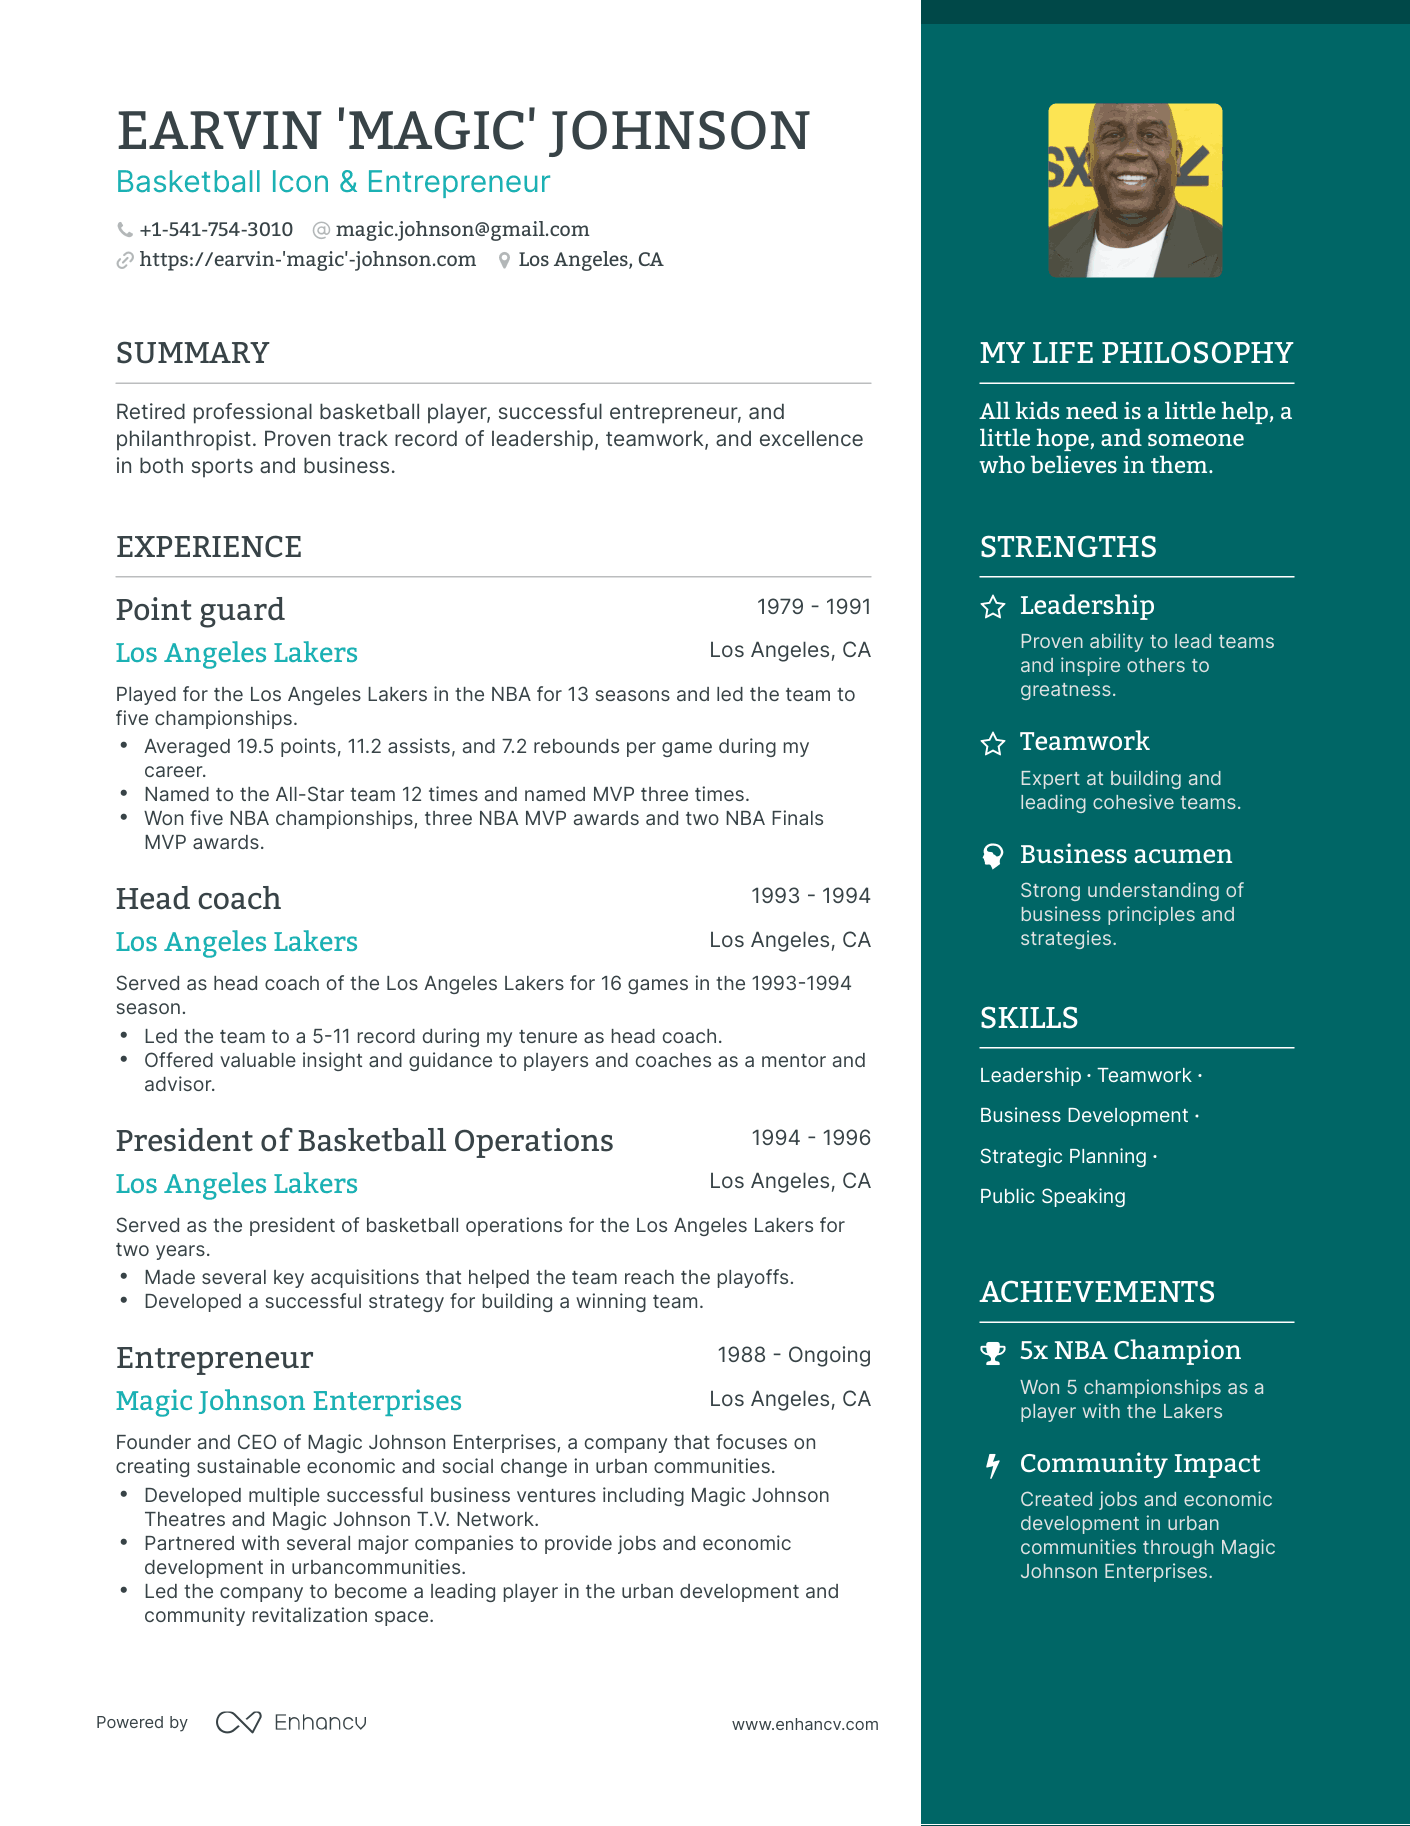 EARVIN 'MAGIC' JOHNSON
Basketball Icon & Entrepreneur
+1-541-754-3010 @ magic.johnson@gmail.com
https://earvin-'magic'-johnson.com Los Angeles, CA
SUMMARY
Retired professional basketball player, successful entrepreneur, and
philanthropist. Proven track record of leadership, teamwork, and excellence
in both sports and business.
EXPERIENCE
Point guard 1979 - 1991
Los Angeles Lakers Los Angeles, CA
Played for the Los Angeles Lakers in the NBA for 13 seasons and led the team to
five championships.
• Averaged 19.5 points, 11.2 assists, and 7.2 rebounds per game during my
career.
• Named to the All-Star team 12 times and named MVP three times.
• Won five NBA championships, three NBA MVP awards and two NBA Finals
MVP awards.
Head coach 1993 - 1994
Los Angeles Lakers Los Angeles, CA
Served as head coach of the Los Angeles Lakers for 16 games in the 1993-1994
season.
• Led the team to a 5-11 record during my tenure as head coach.
• Offered valuable insight and guidance to players and coaches as a mentor and
advisor.
President of Basketball Operations 1994 - 1996
Los Angeles Lakers Los Angeles, CA
Served as the president of basketball operations for the Los Angeles Lakers for
two years.
• Made several key acquisitions that helped the team reach the playoffs.
• Developed a successful strategy for building a winning team.
Entrepreneur 1988 - Ongoing
Magic Johnson Enterprises Los Angeles, CA
Founder and CEO of Magic Johnson Enterprises, a company that focuses on
creating sustainable economic and social change in urban communities.
• Developed multiple successful business ventures including Magic Johnson
Theatres and Magic Johnson T.V. Network.
• Partnered with several major companies to provide jobs and economic
development in urbancommunities.
• Led the company to become a leading player in the urban development and
community revitalization space.
Powered by Enhancv www.enhancv.com
SX
MY LIFE PHILOSOPHY
All kids need is a little help, a
little hope, and someone
who believes in them.
STRENGTHS
Leadership
Proven ability to lead teams
and inspire others to
greatness.
Teamwork
Expert at building and
leading cohesive teams.
Business acumen
Strong understanding of
business principles and
strategies.
SKILLS
Leadership · Teamwork ·
Business Development ·
Strategic Planning ·
Public Speaking
ACHIEVEMENTS
5x NBA Champion
Won 5 championships as a
player with the Lakers
Community Impact
Created jobs and economic
development in urban
communities through Magic
Johnson Enterprises.